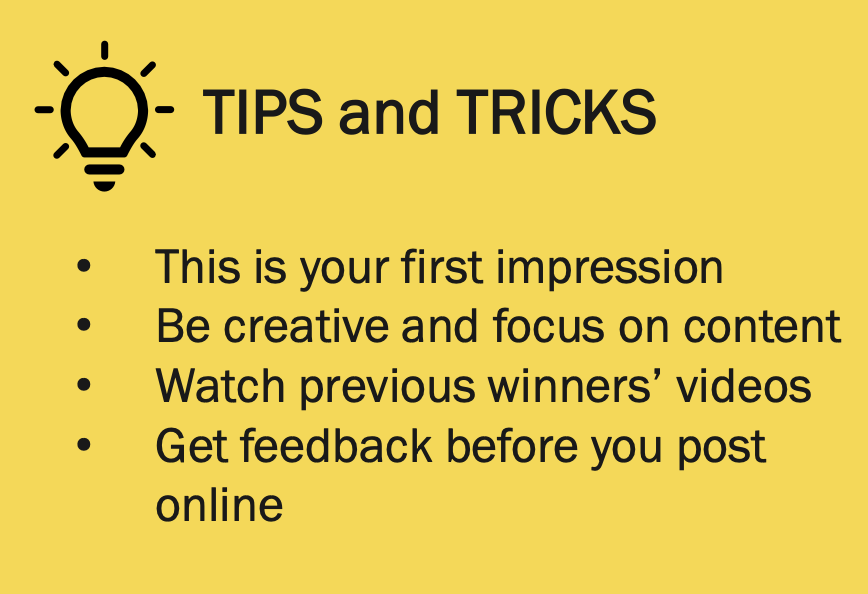 TIPS and TRICKS
• This is your first impression
• Be creative and focus on content
• Watch previous winners’ videos
• Get feedback before you post
online